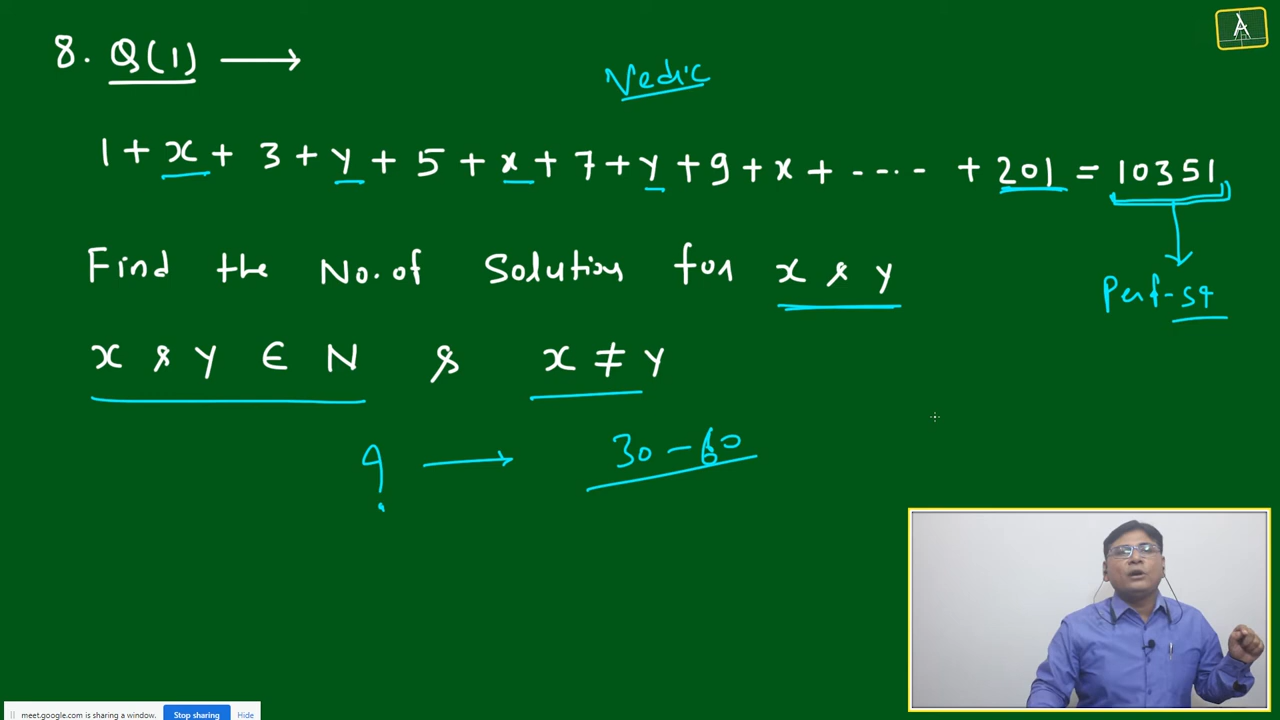 8. Q(1) →
Vedic
1 + x + 3 + y + 5 + x + 7 + y + 9 + x + ----- + 201 = 10351
Find the No. of Solution for x & y
Perf-sq
x & y ∈ N & x ≠ y
? → 30-60
A
meet.google.com is sharing a window. Stop sharing Hide